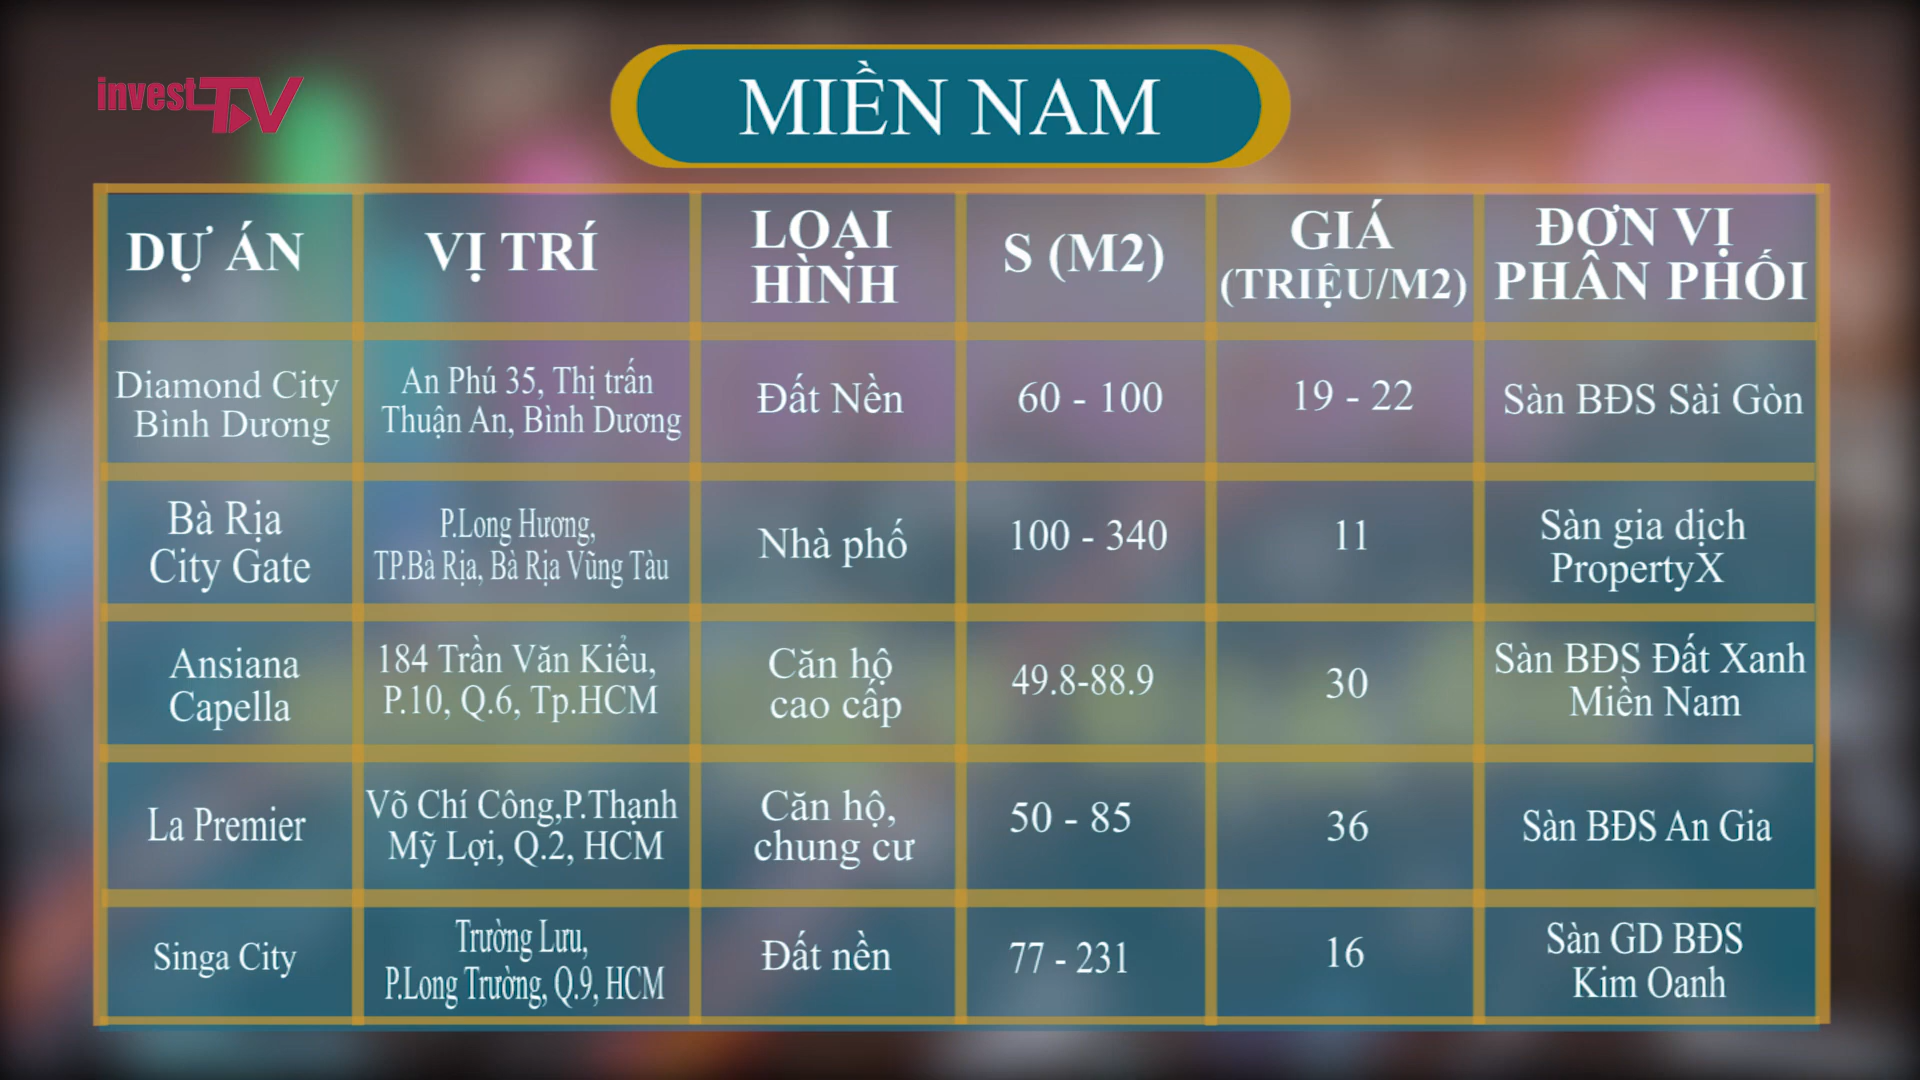 investTV
MIỀN NAM
DỰ ÁN
VỊ TRÍ
LOẠI
HÌNH
S (M2)
GIÁ
(TRIỆU/M2)
ĐƠN VỊ
PHÂN PHỐI
Diamond City
Bình Dương
An Phú 35, Thị trấn
Thuận An, Bình Dương
Đất Nền
60 - 100
19 - 22
Sàn BĐS Sài Gòn
Bà Rịa
City Gate
P.Long Hương,
TP.Bà Rịa, Bà Rịa Vũng Tàu
Nhà phố
100 - 340
11
Sàn gia dịch
PropertyX
Ansiana
Capella
184 Trần Văn Kiểu,
P.10, Q.6, Tp.HCM
Căn hộ
cao cấp
49.8-88.9
30
Sàn BĐS Đất Xanh
Miền Nam
La Premier
Võ Chí Công,P.Thạnh
Mỹ Lợi, Q.2, HCM
Căn hộ,
chung cư
50 - 85
36
Sàn BĐS An Gia
Singa City
Trường Lưu,
P.Long Trường, Q.9, HCM
Đất nền
77 - 231
16
Sàn GD BĐS
Kim Oanh